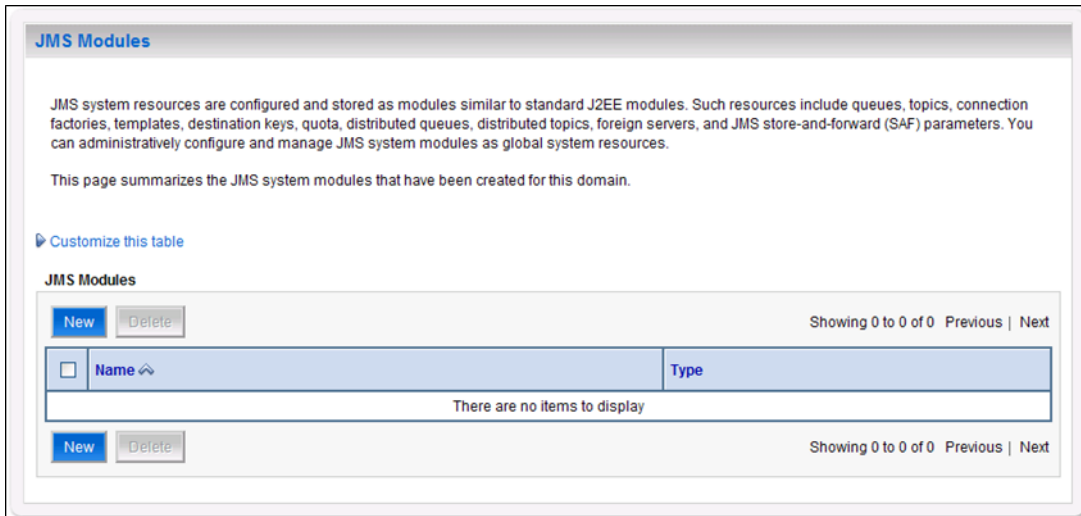 JMS Modules
JMS system resources are configured and stored as modules similar to standard J2EE modules. Such resources include queues, topics, connection
factories, templates, destination keys, quota, distributed queues, distributed topics, foreign servers, and JMS store-and-forward (SAF) parameters. You
can administratively configure and manage JMS system modules as global system resources.
This page summarizes the JMS system modules that have been created for this domain.
Customize this table
JMS Modules
New Delete Showing 0 to 0 of 0 Previous | Next
Name Type
There are no items to display
New Delete Showing 0 to 0 of 0 Previous | Next